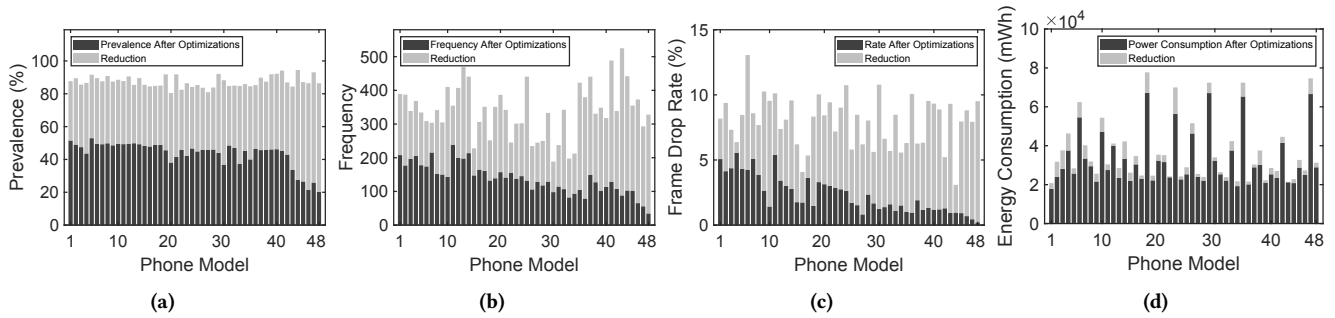 Prevalence (%)
100
80
60
40
20
0
Prevalence After Optimizations
Reduction
1 10 20 30 40 48
Phone Model
(a)
Frequency
500
400
300
200
100
0
Frequency After Optimizations
Reduction
1 10 20 30 40 48
Phone Model
(b)
Frame Drop Rate (%)
15
10
5
0
Rate After Optimizations
Reduction
1 10 20 30 40 48
Phone Model
(c)
Energy Consumption (mWh)
×10⁴
10
8
6
4
2
0
Power Consumption After Optimizations
Reduction
1 10 20 30 40 48
Phone Model
(d)